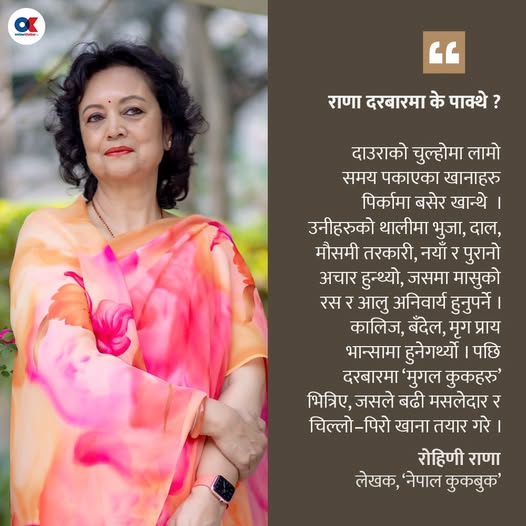 OK
राणा दरबारमा के पाक्थे ?
दाउराको चुल्होमा लामो
समय पकाएका खानाहरु
पिर्कामा बसेर खान्थे ।
उनीहरुको थालीमा भुजा, दाल,
मौसमी तरकारी, नयाँ र पुरानो
अचार हुन्थ्यो, जसमा मासुको
रस र आलु अनिवार्य हुनुपर्ने ।
कालिज, बँदेल, मृग प्राय
भान्सामा हुनेगर्थ्यो । पछि
दरबारमा ‘मुगल कुकहरु’
भित्रिए, जसले बढी मसलेदार र
चिल्लो–पिरो खाना तयार गरे ।
रोहिणी राणा
लेखक, ‘नेपाल कुकबुक’